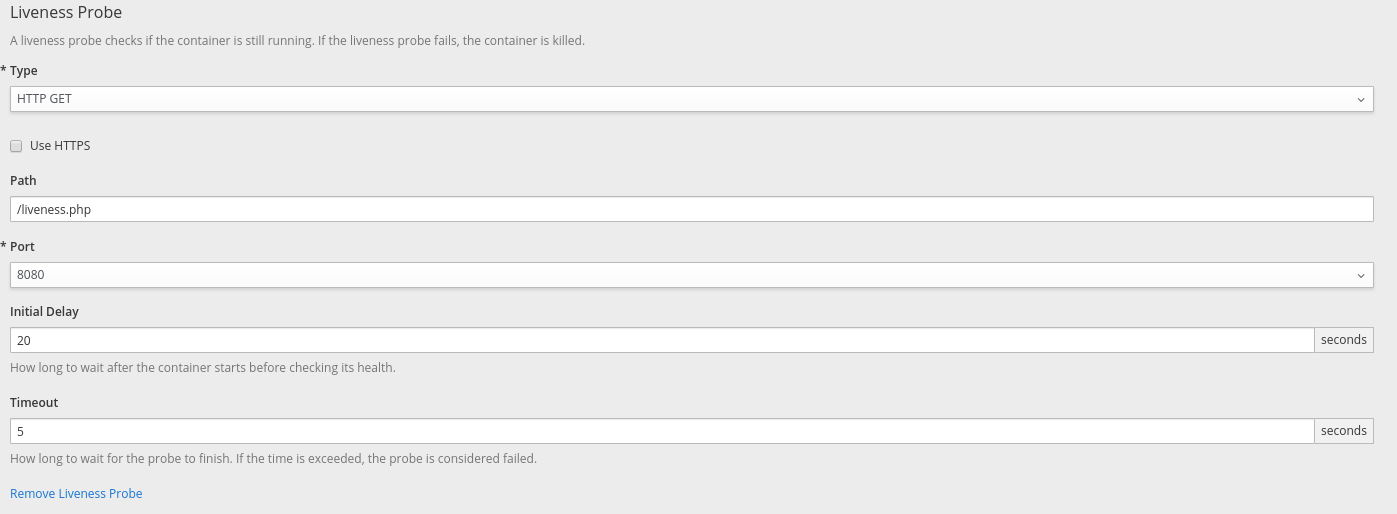 Liveness Probe
A liveness probe checks if the container is still running. If the liveness probe fails, the container is killed.
* Type
HTTP GET
Use HTTPS
Path
/liveness.php
* Port
8080
Initial Delay
20 seconds
How long to wait after the container starts before checking its health.
Timeout
5 seconds
How long to wait for the probe to finish. If the time is exceeded, the probe is considered failed.
Remove Liveness Probe